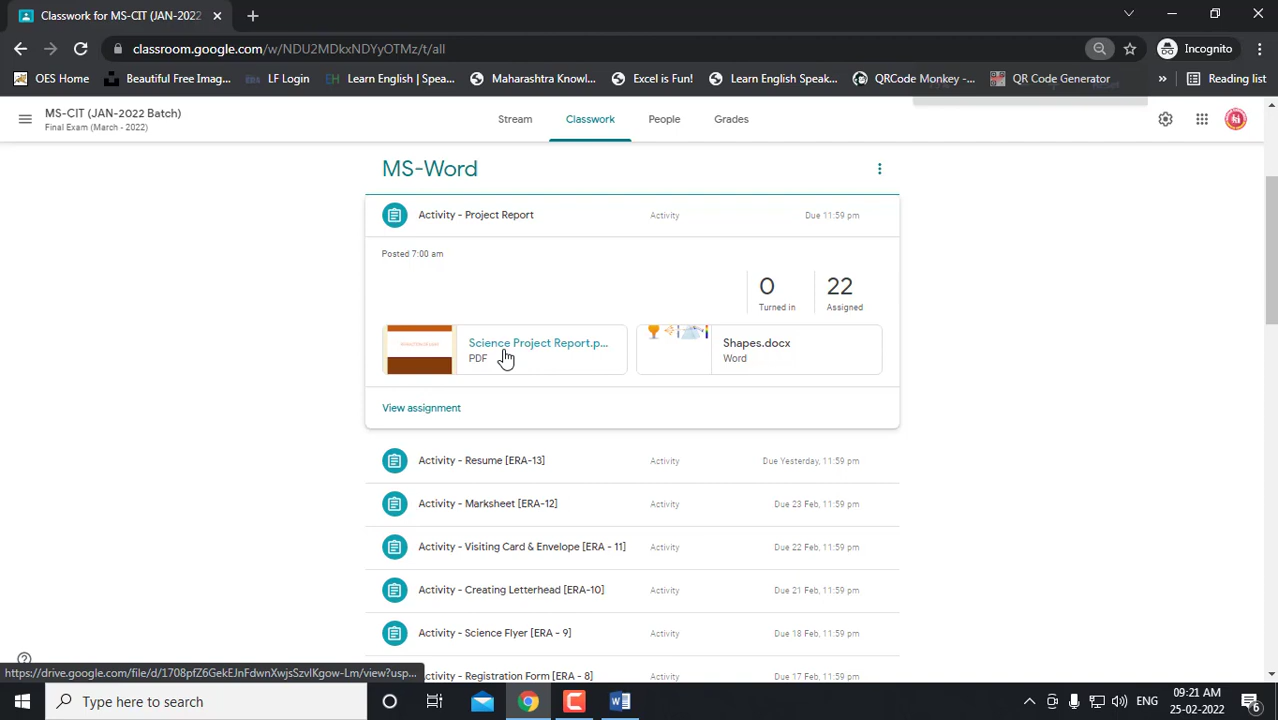 Classwork for MS-CIT (JAN-2022
classroom.google.com/w/NDU2MDkxNDYyOTMz/t/all
Incognito
OES Home
Beautiful Free Imag...
LF Login
Learn English | Spea...
Maharashtra Knowl...
Excel is Fun!
Learn English Speak...
QRCode Monkey -...
QR Code Generator
Reading list
MS-CIT (JAN-2022 Batch)
Final Exam (March - 2022)
Stream
Classwork
People
Grades
MS-Word
Activity - Project Report
Activity
Due 11:59 pm
Posted 7:00 am
0
22
Turned in
Assigned
Science Project Report.p...
PDF
Shapes.docx
Word
View assignment
Activity - Resume [ERA-13]
Activity
Due Yesterday, 11:59 pm
Activity - Marksheet [ERA-12]
Activity
Due 23 Feb, 11:59 pm
Activity - Visiting Card & Envelope [ERA - 11]
Activity
Due 22 Feb, 11:59 pm
Activity - Creating Letterhead [ERA-10]
Activity
Due 21 Feb, 11:59 pm
Activity - Science Flyer [ERA - 9]
Activity
Due 18 Feb, 11:59 pm
Activity - Registration Form [ERA - 8]
Activity
Due 17 Feb, 11:59 pm
Type here to search
ENG
09:21 AM
25-02-2022
6